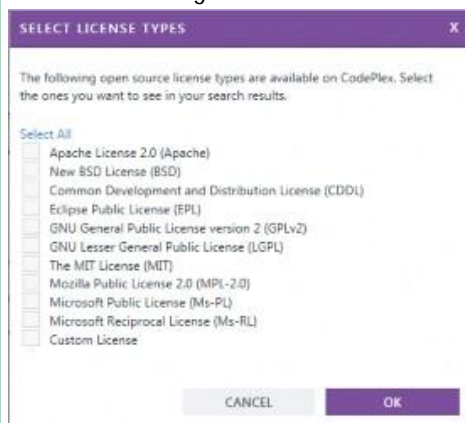 SELECT LICENSE TYPES X
The following open source license types are available on CodePlex. Select
the ones you want to see in your search results.
Select All
Apache License 2.0 (Apache)
New BSD License (BSD)
Common Development and Distribution License (CDDL)
Eclipse Public License (EPL)
GNU General Public License version 2 (GPLv2)
GNU Lesser General Public License (LGPL)
The MIT License (MIT)
Mozilla Public License 2.0 (MPL-2.0)
Microsoft Public License (Ms-PL)
Microsoft Reciprocal License (Ms-RL)
Custom License
CANCEL OK